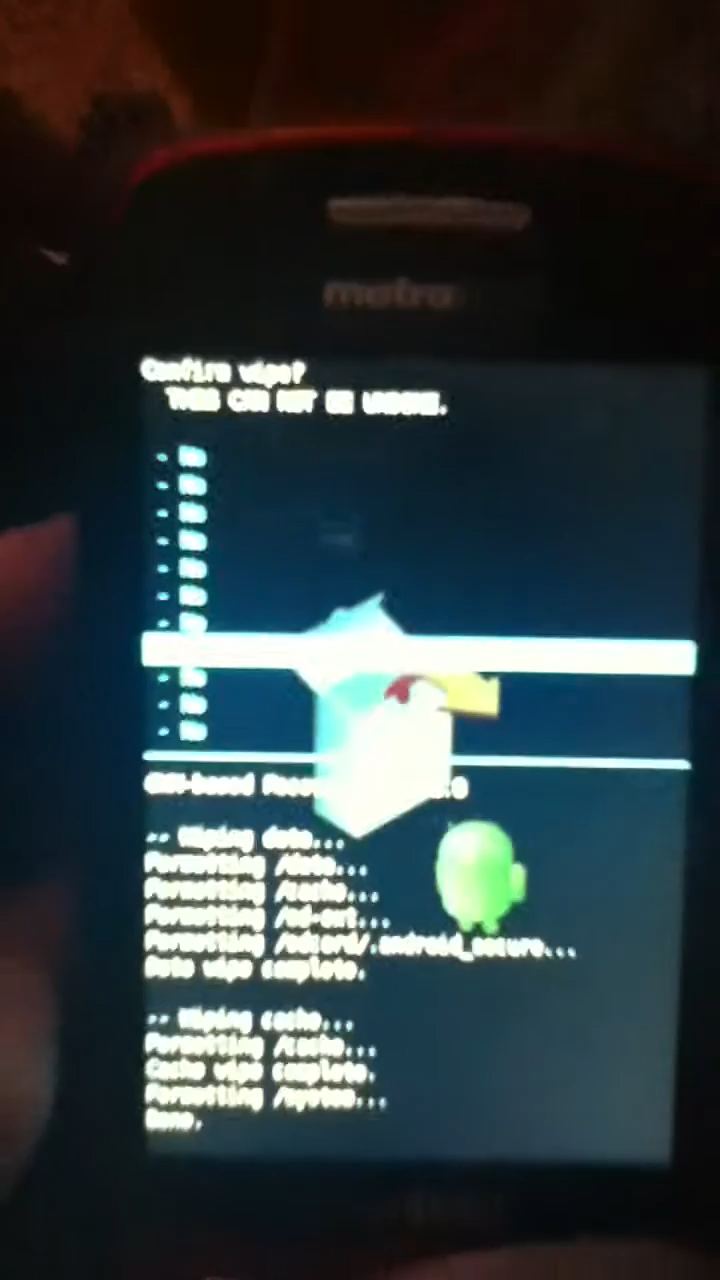 metro
Confirm wipe?
THIS CAN NOT BE UNDONE.
- No
- No
- No
- No
- No
- No
- No
- No
- No
- No
-- Wiping data...
Formatting /data...
Formatting /cache...
Formatting /sd-ext...
Formatting /sdcard/.android_secure...
Data wipe complete.
-- Wiping cache...
Formatting /cache...
Cache wipe complete.
Formatting /system...
Done.